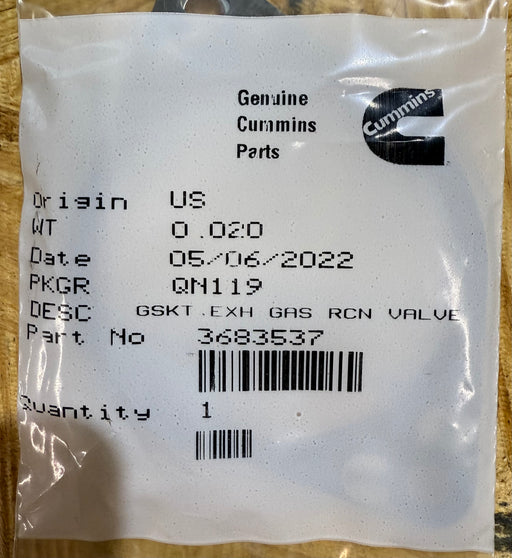 Genuine
Cummins
Parts
Cummins
Origin US
WT 0.020
Date 05/06/2022
PKGR QN119
DESC GSKT,EXH GAS RCN VALVE
Part No 3683537
Quantity 1